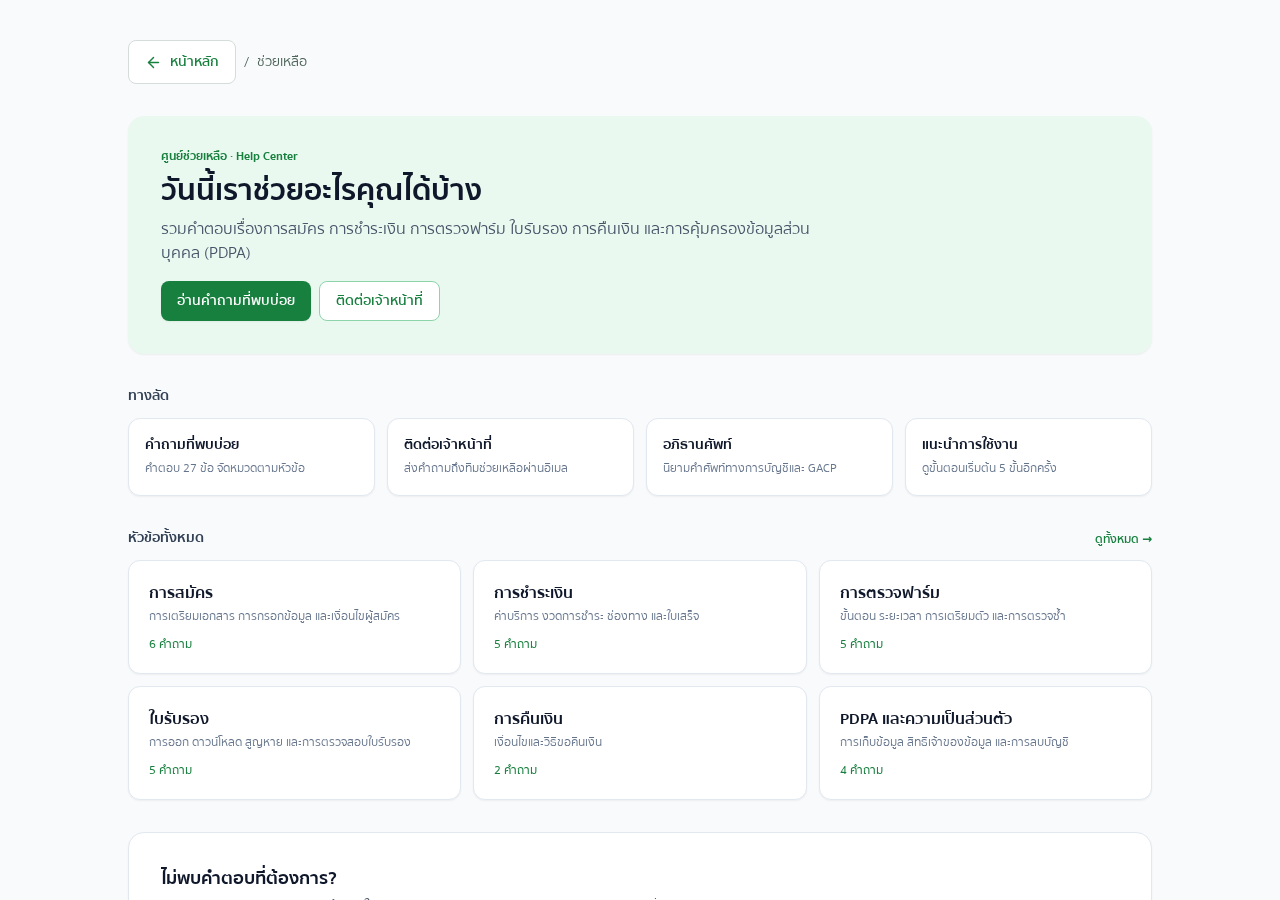 ← หน้าหลัก / ช่วยเหลือ
ศูนย์ช่วยเหลือ · Help Center
วันนี้เราช่วยอะไรคุณได้บ้าง
รวมคำตอบเรื่องการสมัคร การชำระเงิน การตรวจฟาร์ม ใบรับรอง การคืนเงิน และการคุ้มครองข้อมูลส่วน
บุคคล (PDPA)
อ่านคำถามที่พบบ่อย ติดต่อเจ้าหน้าที่
ทางลัด
คำถามที่พบบ่อย
คำตอบ 27 ข้อ จัดหมวดตามหัวข้อ
ติดต่อเจ้าหน้าที่
ส่งคำถามถึงทีมช่วยเหลือผ่านอีเมล
อภิธานศัพท์
นิยามคำศัพท์ทางการบัญชีและ GACP
แนะนำการใช้งาน
ดูขั้นตอนเริ่มต้น 5 ขั้นอีกครั้ง
หัวข้อทั้งหมด
ดูทั้งหมด →
การสมัคร
การเตรียมเอกสาร การกรอกข้อมูล และเงื่อนไขผู้สมัคร
6 คำถาม
การชำระเงิน
ค่าบริการ งวดการชำระ ช่องทาง และใบเสร็จ
5 คำถาม
การตรวจฟาร์ม
ขั้นตอน ระยะเวลา การเตรียมตัว และการตรวจซ้ำ
5 คำถาม
ใบรับรอง
การออก ดาวน์โหลด สูญหาย และการตรวจสอบใบรับรอง
5 คำถาม
การคืนเงิน
เงื่อนไขและวิธีขอคืนเงิน
2 คำถาม
PDPA และความเป็นส่วนตัว
การเก็บข้อมูล สิทธิเจ้าของข้อมูล และการลบบัญชี
4 คำถาม
ไม่พบคำตอบที่ต้องการ?